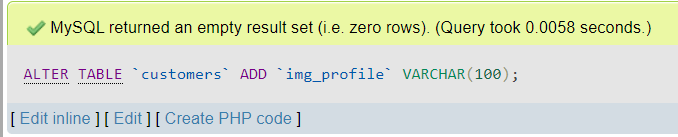 MySQL returned an empty result set (i.e. zero rows). (Query took 0.0058 seconds.)
ALTER TABLE `customers` ADD `img_profile` VARCHAR(100);
[ Edit inline ] [ Edit ] [ Create PHP code ]